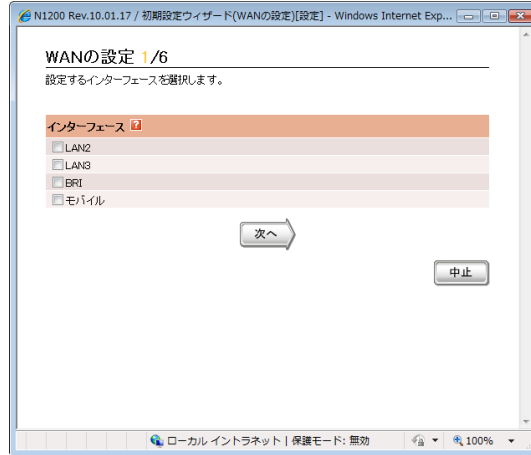 N1200 Rev.10.01.17 / 初期設定ウィザード(WANの設定)[設定] - Windows Internet Exp...
WANの設定 1/6
設定するインターフェースを選択します。
インターフェース ?
LAN2
LAN3
BRI
モバイル
次へ
中止
ローカル イントラネット | 保護モード: 無効
100%